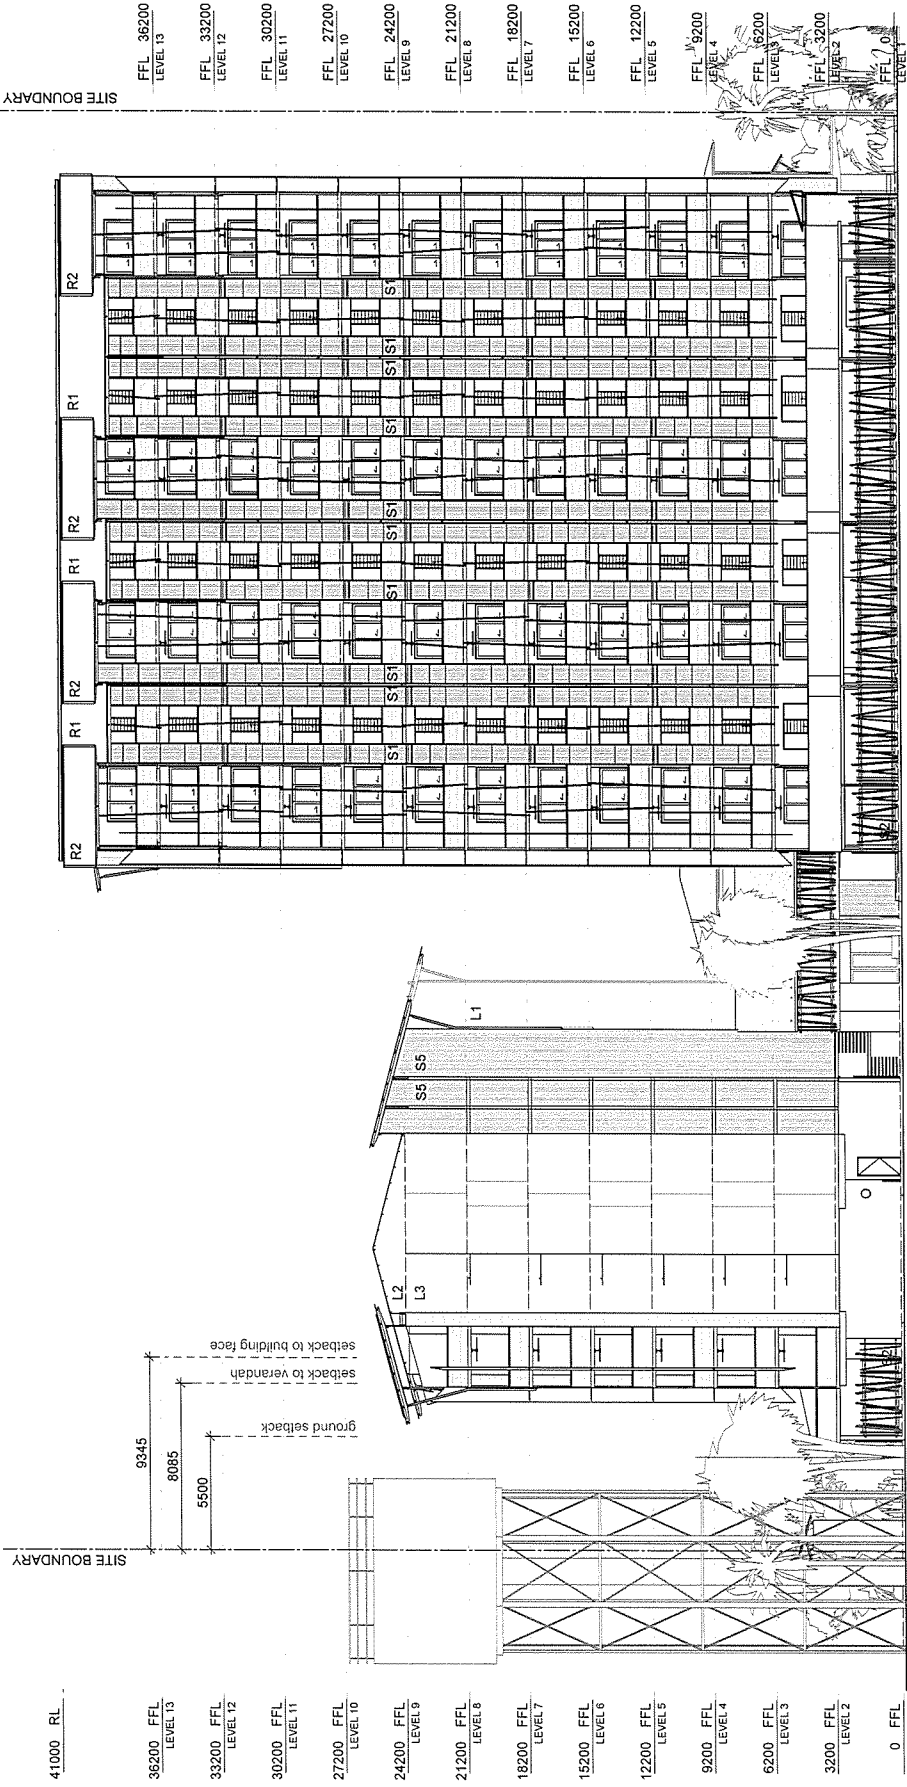 41000 RL
36200 FFL
LEVEL 13
33200 FFL
LEVEL 12
30200 FFL
LEVEL 11
27200 FFL
LEVEL 10
24200 FFL
LEVEL 9
21200 FFL
LEVEL 8
18200 FFL
LEVEL 7
15200 FFL
LEVEL 6
12200 FFL
LEVEL 5
9200 FFL
LEVEL 4
6200 FFL
LEVEL 3
3200 FFL
LEVEL 2
0 FFL
SITE BOUNDARY
9345
8085
5500
ground setback
setback to verandah
setback to building face
L2
L3
S2
S5
S5
L1
R2
R1
R2
R1
R2
R1
R2
S1
S1
S1
S1
S1
S1
S1
S1
S1
S1
S2
SITE BOUNDARY
FFL 36200
LEVEL 13
FFL 33200
LEVEL 12
FFL 30200
LEVEL 11
FFL 27200
LEVEL 10
FFL 24200
LEVEL 9
FFL 21200
LEVEL 8
FFL 18200
LEVEL 7
FFL 15200
LEVEL 6
FFL 12200
LEVEL 5
FFL 9200
LEVEL 4
FFL 6200
LEVEL 3
FFL 3200
LEVEL 2
FFL 0
LEVEL 1